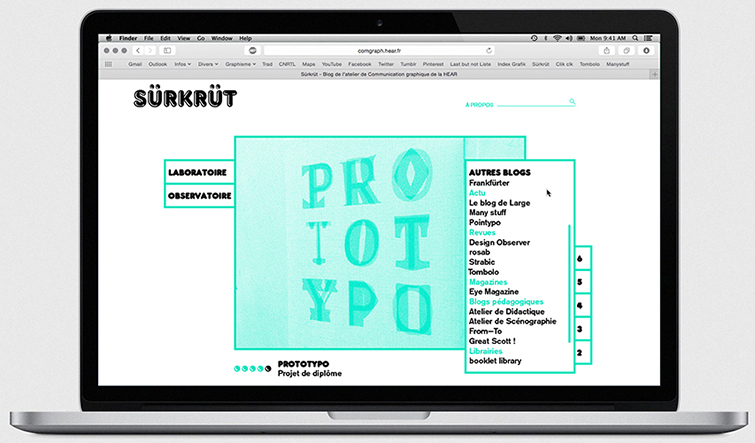 Finder File Edit View Go Window Help Mon 9:41 AM
comgraph.hear.fr
Gmail Outlook Infos Divers Graphisme Trad CNRTL Maps YouTube Facebook Twitter Tumblr Pinterest Last but not Liste Index Grafik Sürkrüt Clik clk Tombolo Manystuff
Sürkrüt - Blog de l'atelier de Communication graphique de la HEAR
SÜRKRÜT
À PROPOS
LABORATOIRE
OBSERVATOIRE
PRO
TOT
YPO
AUTRES BLOGS
Frankfürter
Actu
Le blog de Large
Many stuff
Pointypo
Revues
Design Observer
rosab
Strabic
Tombolo
Magazines
Eye Magazine
Blogs pédagogiques
Atelier de Didactique
Atelier de Scénographie
From—To
Great Scott !
Librairies
booklet library
6
5
4
3
2
PROTOTYPO
Projet de diplôme